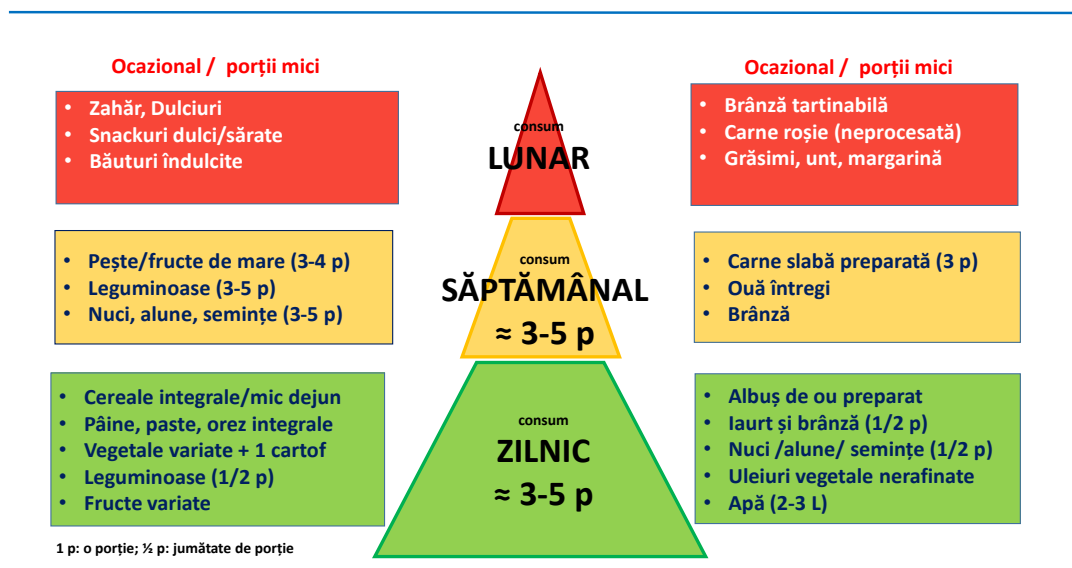 Ocazional / porții mici
• Zahăr, Dulciuri
• Snackuri dulci/sărate
• Băuturi îndulcite
consum
LUNAR
Ocazional / porții mici
• Brânză tartinabilă
• Carne roșie (neprocesată)
• Grăsimi, unt, margarină
• Pește/fructe de mare (3-4 p)
• Leguminoase (3-5 p)
• Nuci, alune, semințe (3-5 p)
consum
SĂPTĂMÂNAL
≈ 3-5 p
• Carne slabă preparată (3 p)
• Ouă întregi
• Brânză
• Cereale integrale/mic dejun
• Pâine, paste, orez integrale
• Vegetale variate + 1 cartof
• Leguminoase (1/2 p)
• Fructe variate
consum
ZILNIC
≈ 3-5 p
• Albuș de ou preparat
• Iaurt și brânză (1/2 p)
• Nuci /alune/ semințe (1/2 p)
• Uleiuri vegetale nerafinate
• Apă (2-3 L)
1 p: o porție; ½ p: jumătate de porție